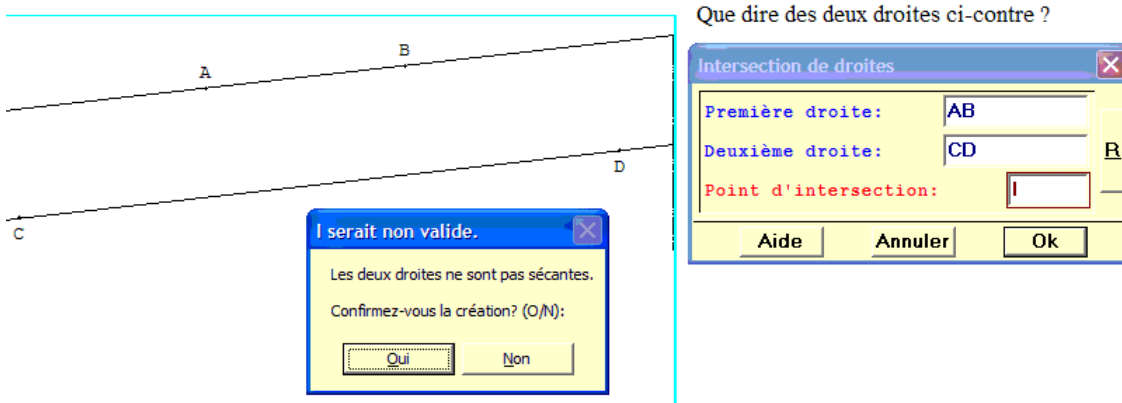 Que dire des deux droites ci-contre ?
B
A
D
C
Intersection de droites
Première droite: AB
Deuxième droite: CD
Point d'intersection: I
R
Aide Annuler Ok
I serait non valide.
Les deux droites ne sont pas sécantes.
Confirmez-vous la création? (O/N):
Oui Non